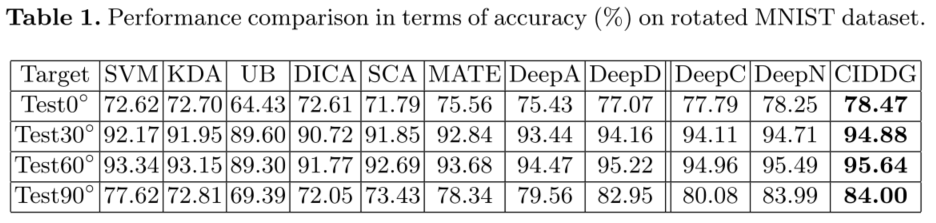 Table 1. Performance comparison in terms of accuracy (%) on rotated MNIST dataset.
Target SVM KDA UB DICA SCA MATE DeepA DeepD DeepC DeepN CIDDG
Test0° 72.62 72.70 64.43 72.61 71.79 75.56 75.43 77.07 77.79 78.25 78.47
Test30° 92.17 91.95 89.60 90.72 91.85 92.84 93.44 94.16 94.11 94.71 94.88
Test60° 93.34 93.15 89.30 91.77 92.69 93.68 94.47 95.22 94.96 95.49 95.64
Test90° 77.62 72.81 69.39 72.05 73.43 78.34 79.56 82.95 80.08 83.99 84.00